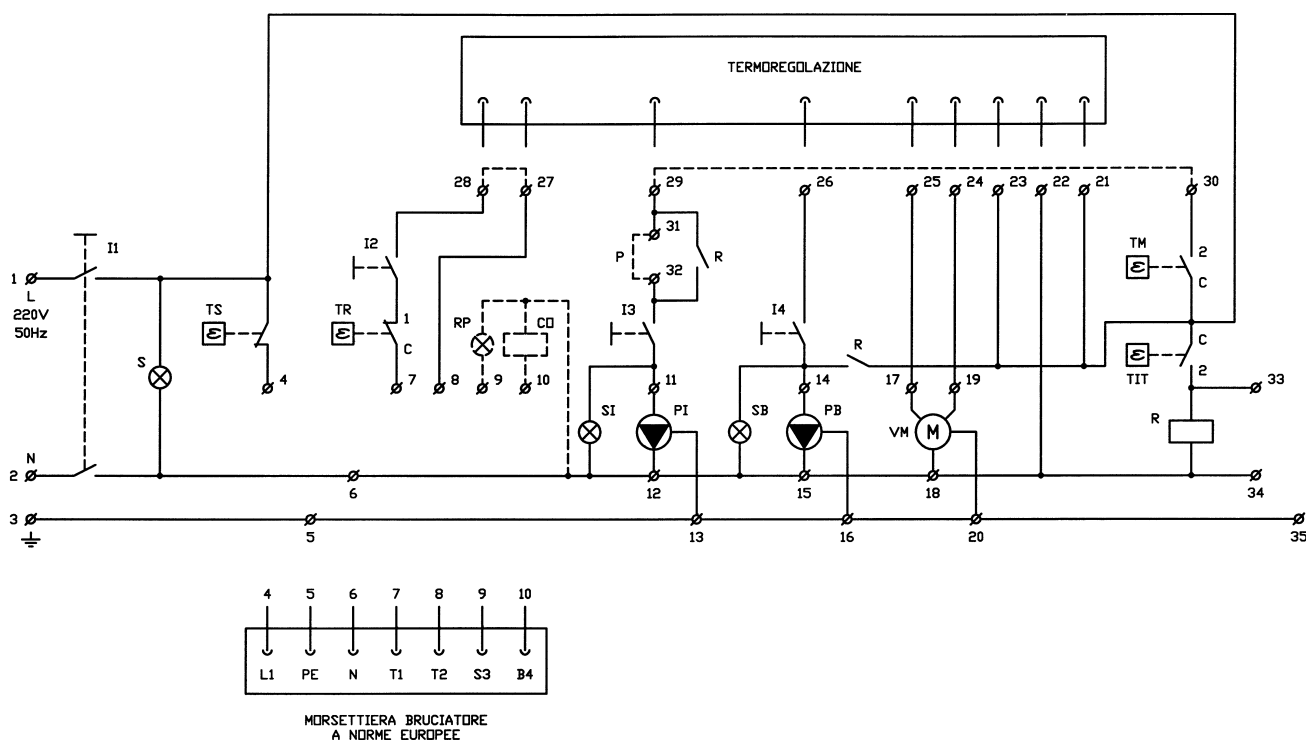 TERMOREGOLAZIONE
28 27 29 26 25 24 23 22 21 30
I1 I2 31 TM 2
P R
1 32 C
L TS TR 1 RP CO I3 I4
220V
50Hz
C R C
S TIT 2
4 7 8 9 10 11 14 17 19 33
SI PI SB PB VM M R
N
2 6 12 15 18 34
3 5 13 16 20 35
4 5 6 7 8 9 10
L1 PE N T1 T2 S3 B4
MORSETTIERA BRUCIATORE
A NORME EUROPEE